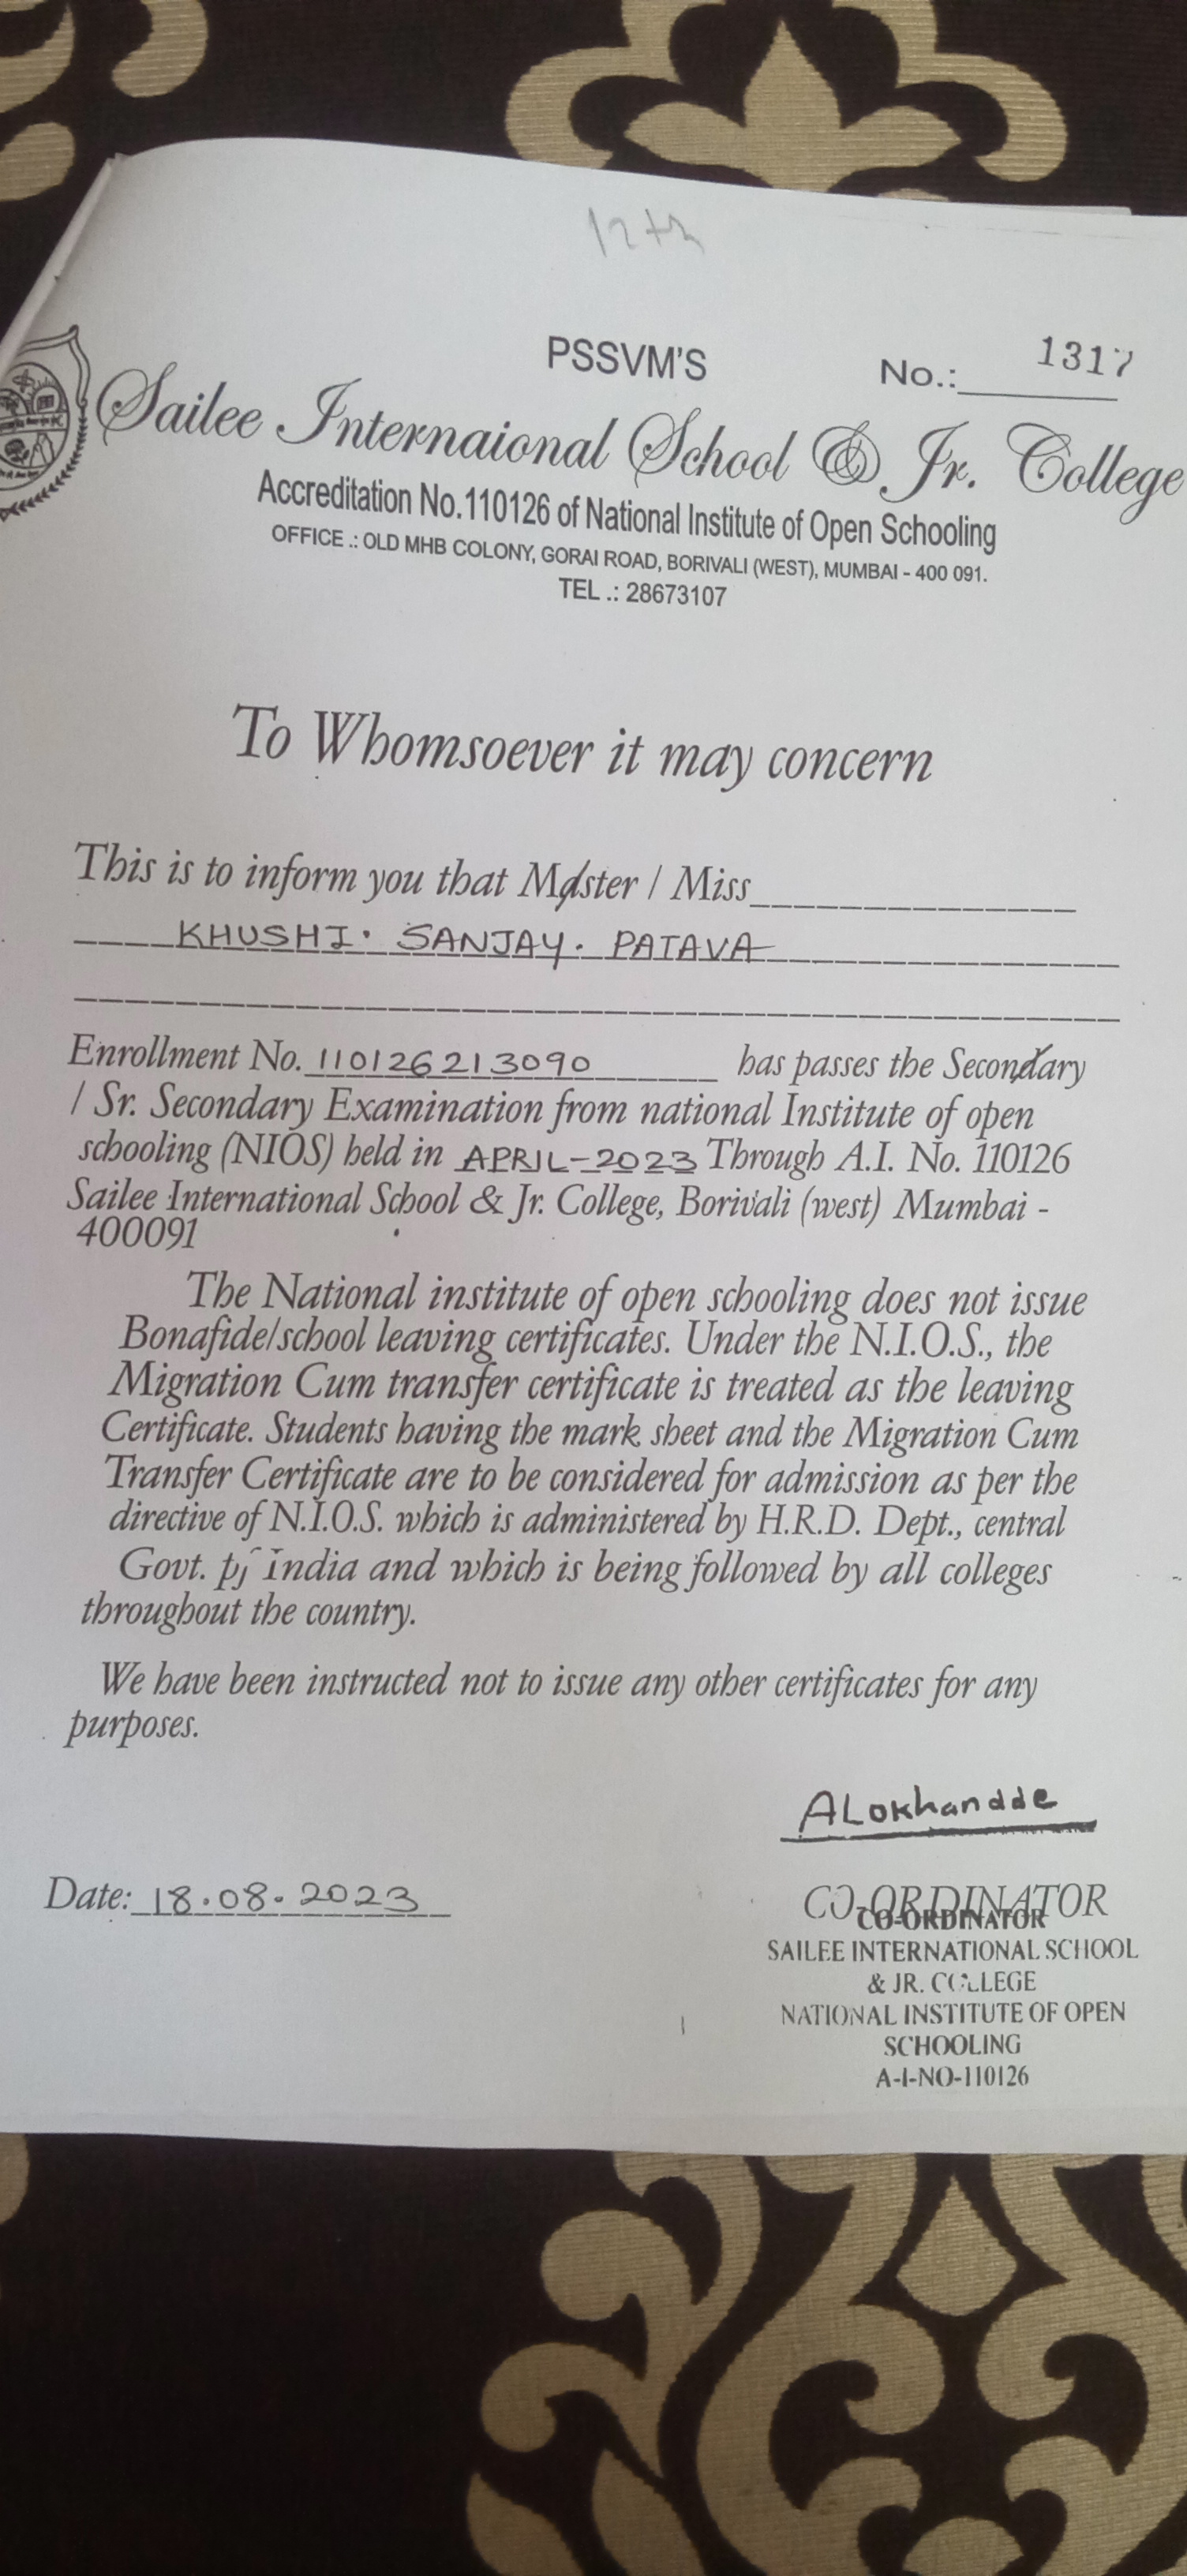 12th
PSSVM'S
No.: 1317
Sailee Internaional School & Jr. College
Accreditation No.110126 of National Institute of Open Schooling
OFFICE .: OLD MHB COLONY, GORAI ROAD, BORIVALI (WEST), MUMBAI - 400 091.
TEL .: 28673107
To Whomsoever it may concern
This is to inform you that Master / Miss
KHUSHI. SANJAY. PATAVA
Enrollment No. 110126213090 has passes the Secondary
/ Sr. Secondary Examination from national Institute of open
schooling (NIOS) held in APRIL-2023 Through A.I. No. 110126
Sailee International School & Jr. College, Borivali (west) Mumbai -
400091
The National institute of open schooling does not issue
Bonafide/school leaving certificates. Under the N.I.O.S., the
Migration Cum transfer certificate is treated as the leaving
Certificate. Students having the mark sheet and the Migration Cum
Transfer Certificate are to be considered for admission as per the
directive of N.I.O.S. which is administered by H.R.D. Dept., central
Govt. India and which is being followed by all colleges
throughout the country.
We have been instructed not to issue any other certificates for any
purposes.
ALokhandde
Date: 18.08.2023
CO-ORDINATOR
CO-ORDINATOR
SAILEE INTERNATIONAL SCHOOL
& JR. COLLEGE
NATIONAL INSTITUTE OF OPEN
SCHOOLING
A-I-NO-110126